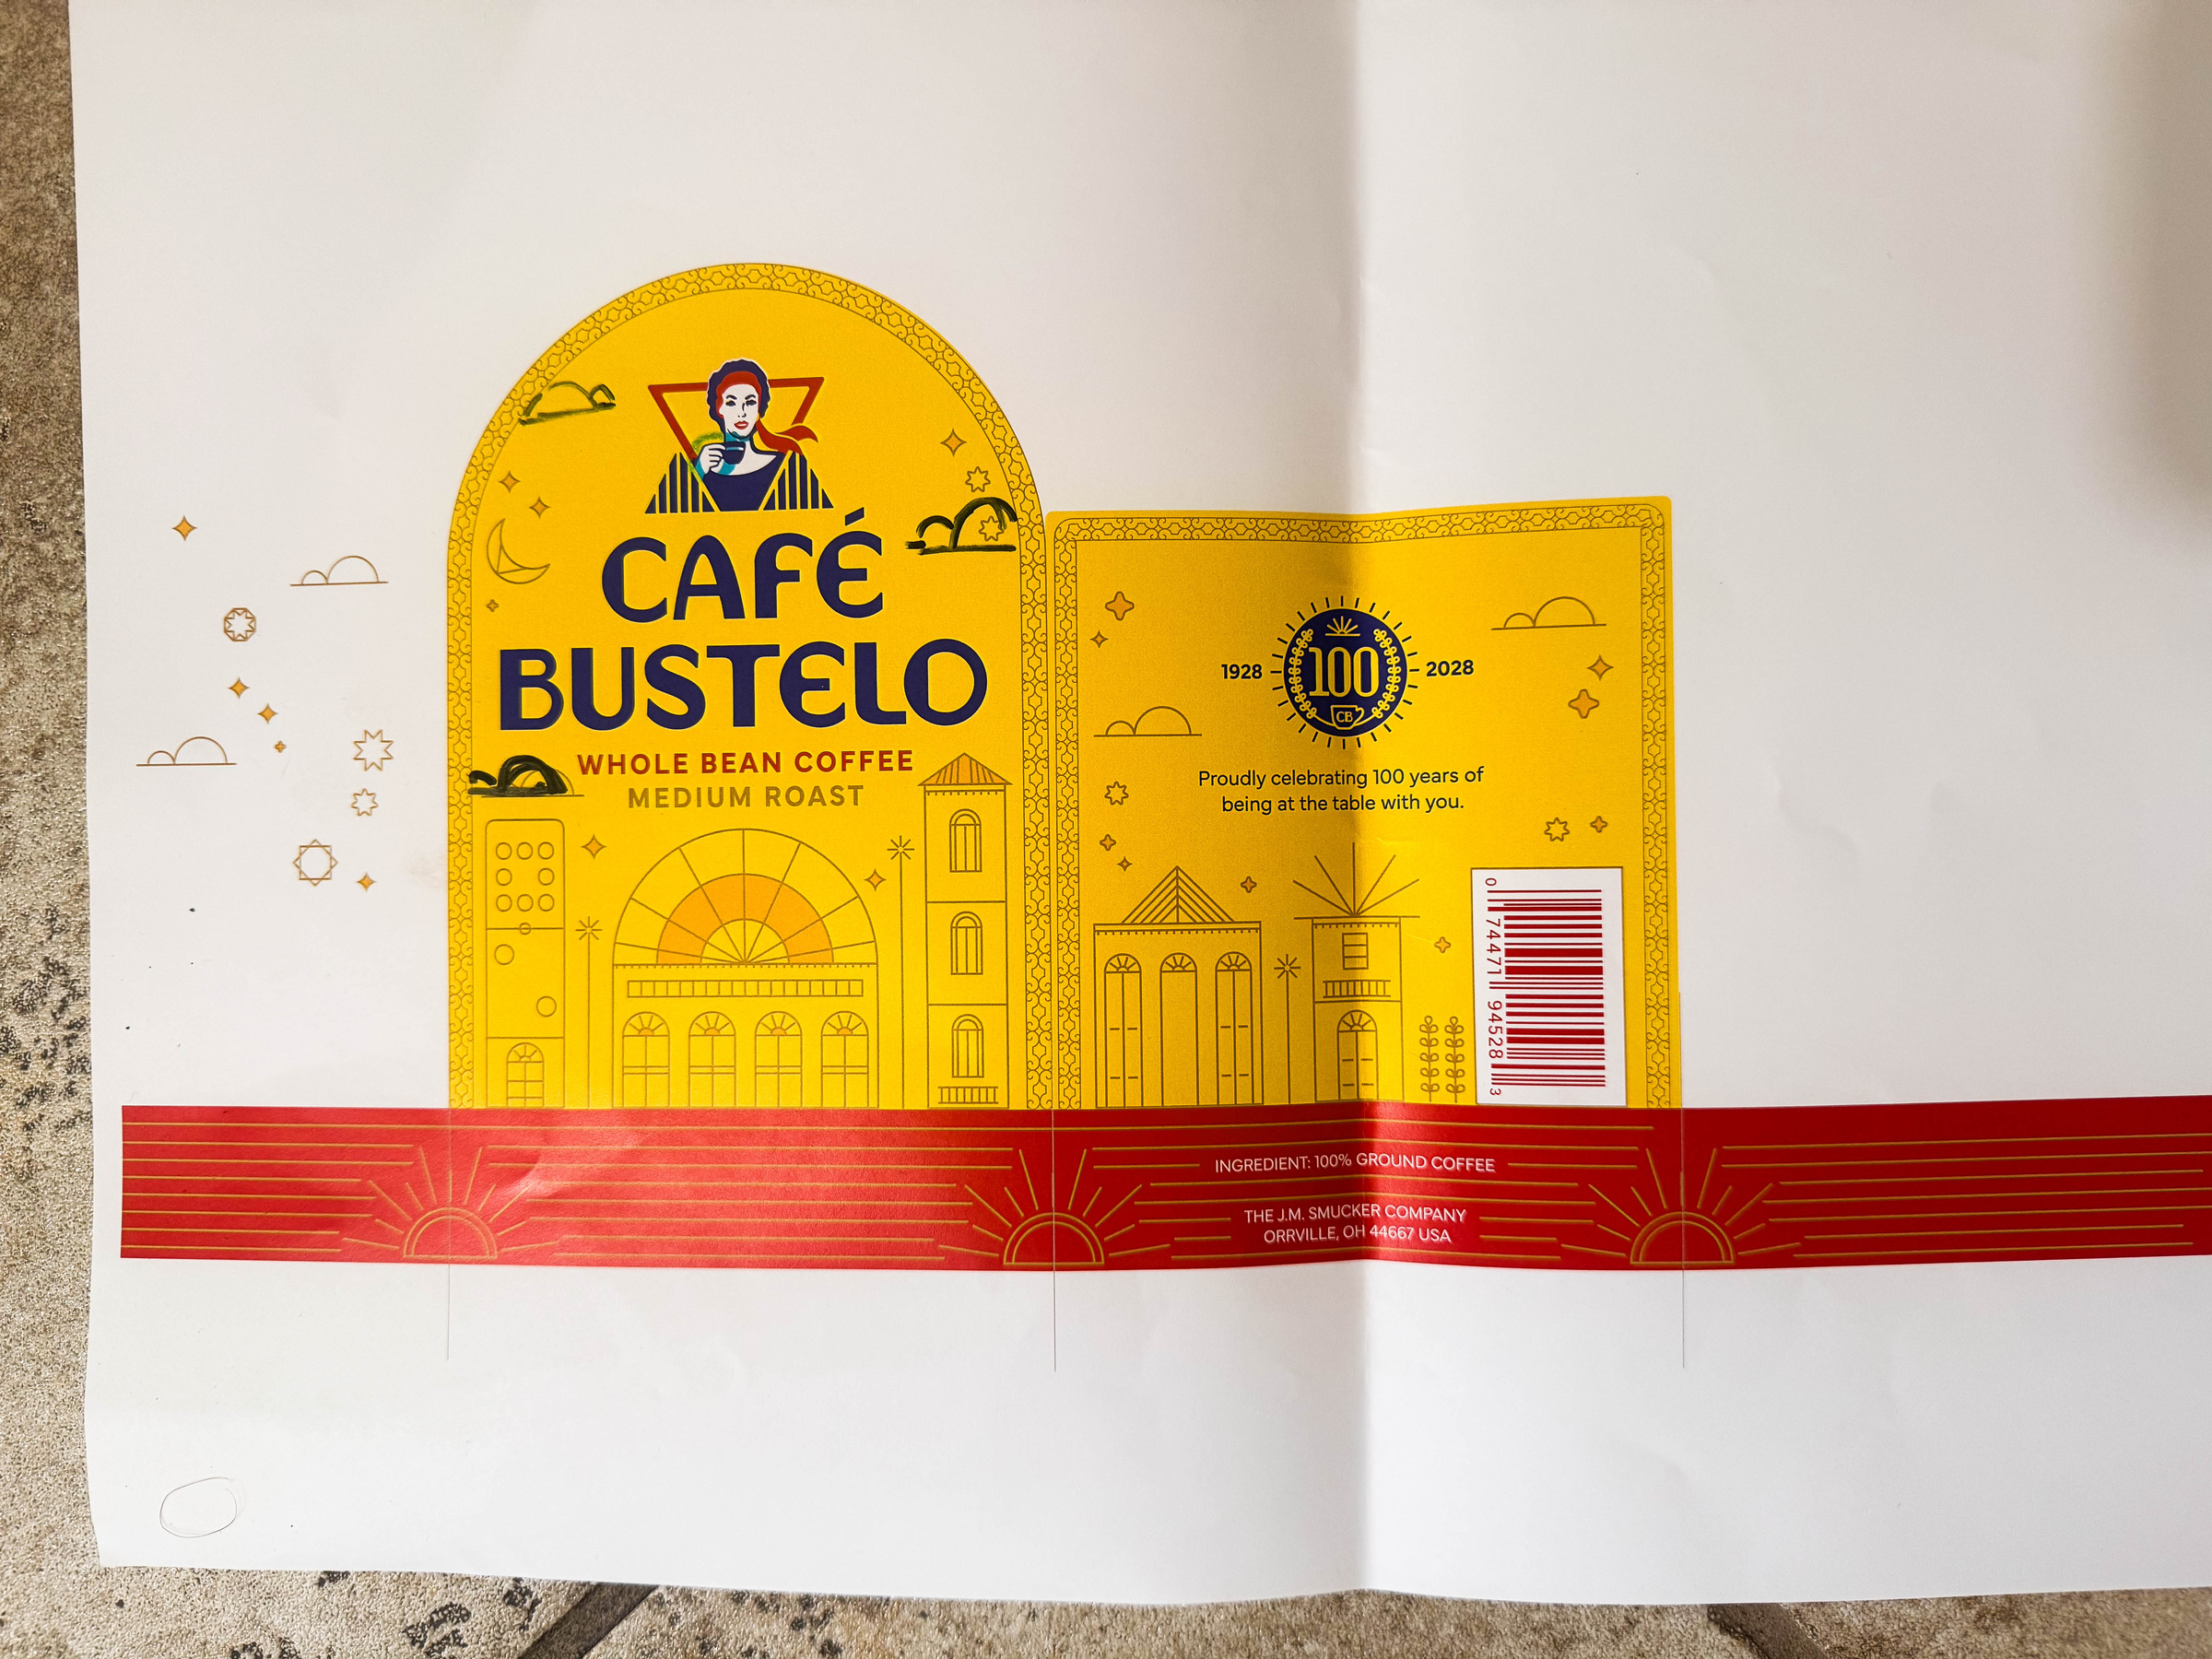 CAFÉ
BUSTELO
WHOLE BEAN COFFEE
MEDIUM ROAST
1928 100 2028
CB
Proudly celebrating 100 years of
being at the table with you.
0 74471 94528 3
INGREDIENT: 100% GROUND COFFEE
THE J.M. SMUCKER COMPANY
ORRVILLE, OH 44667 USA